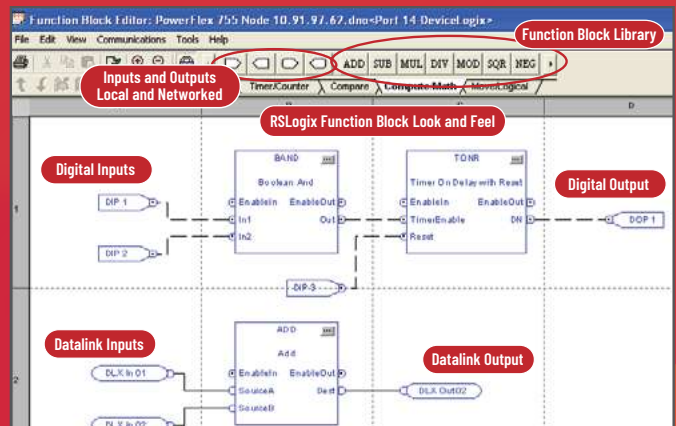 Function Block Editor: PowerFlex 755 Node 10.91.97.62.dno<Port 14-DeviceLogix>
File Edit View Communications Tools Help
Function Block Library
ADD SUB MUL DIV MOD SQR NEG
Inputs and Outputs
Local and Networked
Timer/Counter Compare Compute Math Move/Logical
B C D
RSLogix Function Block Look and Feel
BAND
TONR
Digital Inputs
Boolean And
Timer On Delay with Reset
Digital Output
DIP 1
EnableIn EnableOut
EnableIn EnableOut
1
In1 Out
TimerEnable DN
DOP 1
In2
Reset
DIP 2
DIP 3
ADD
Datalink Inputs
Add
Datalink Output
DLX In 01
EnableIn EnableOut
2
SourceA Dest
DLX Out02
SourceB
DLX In 02